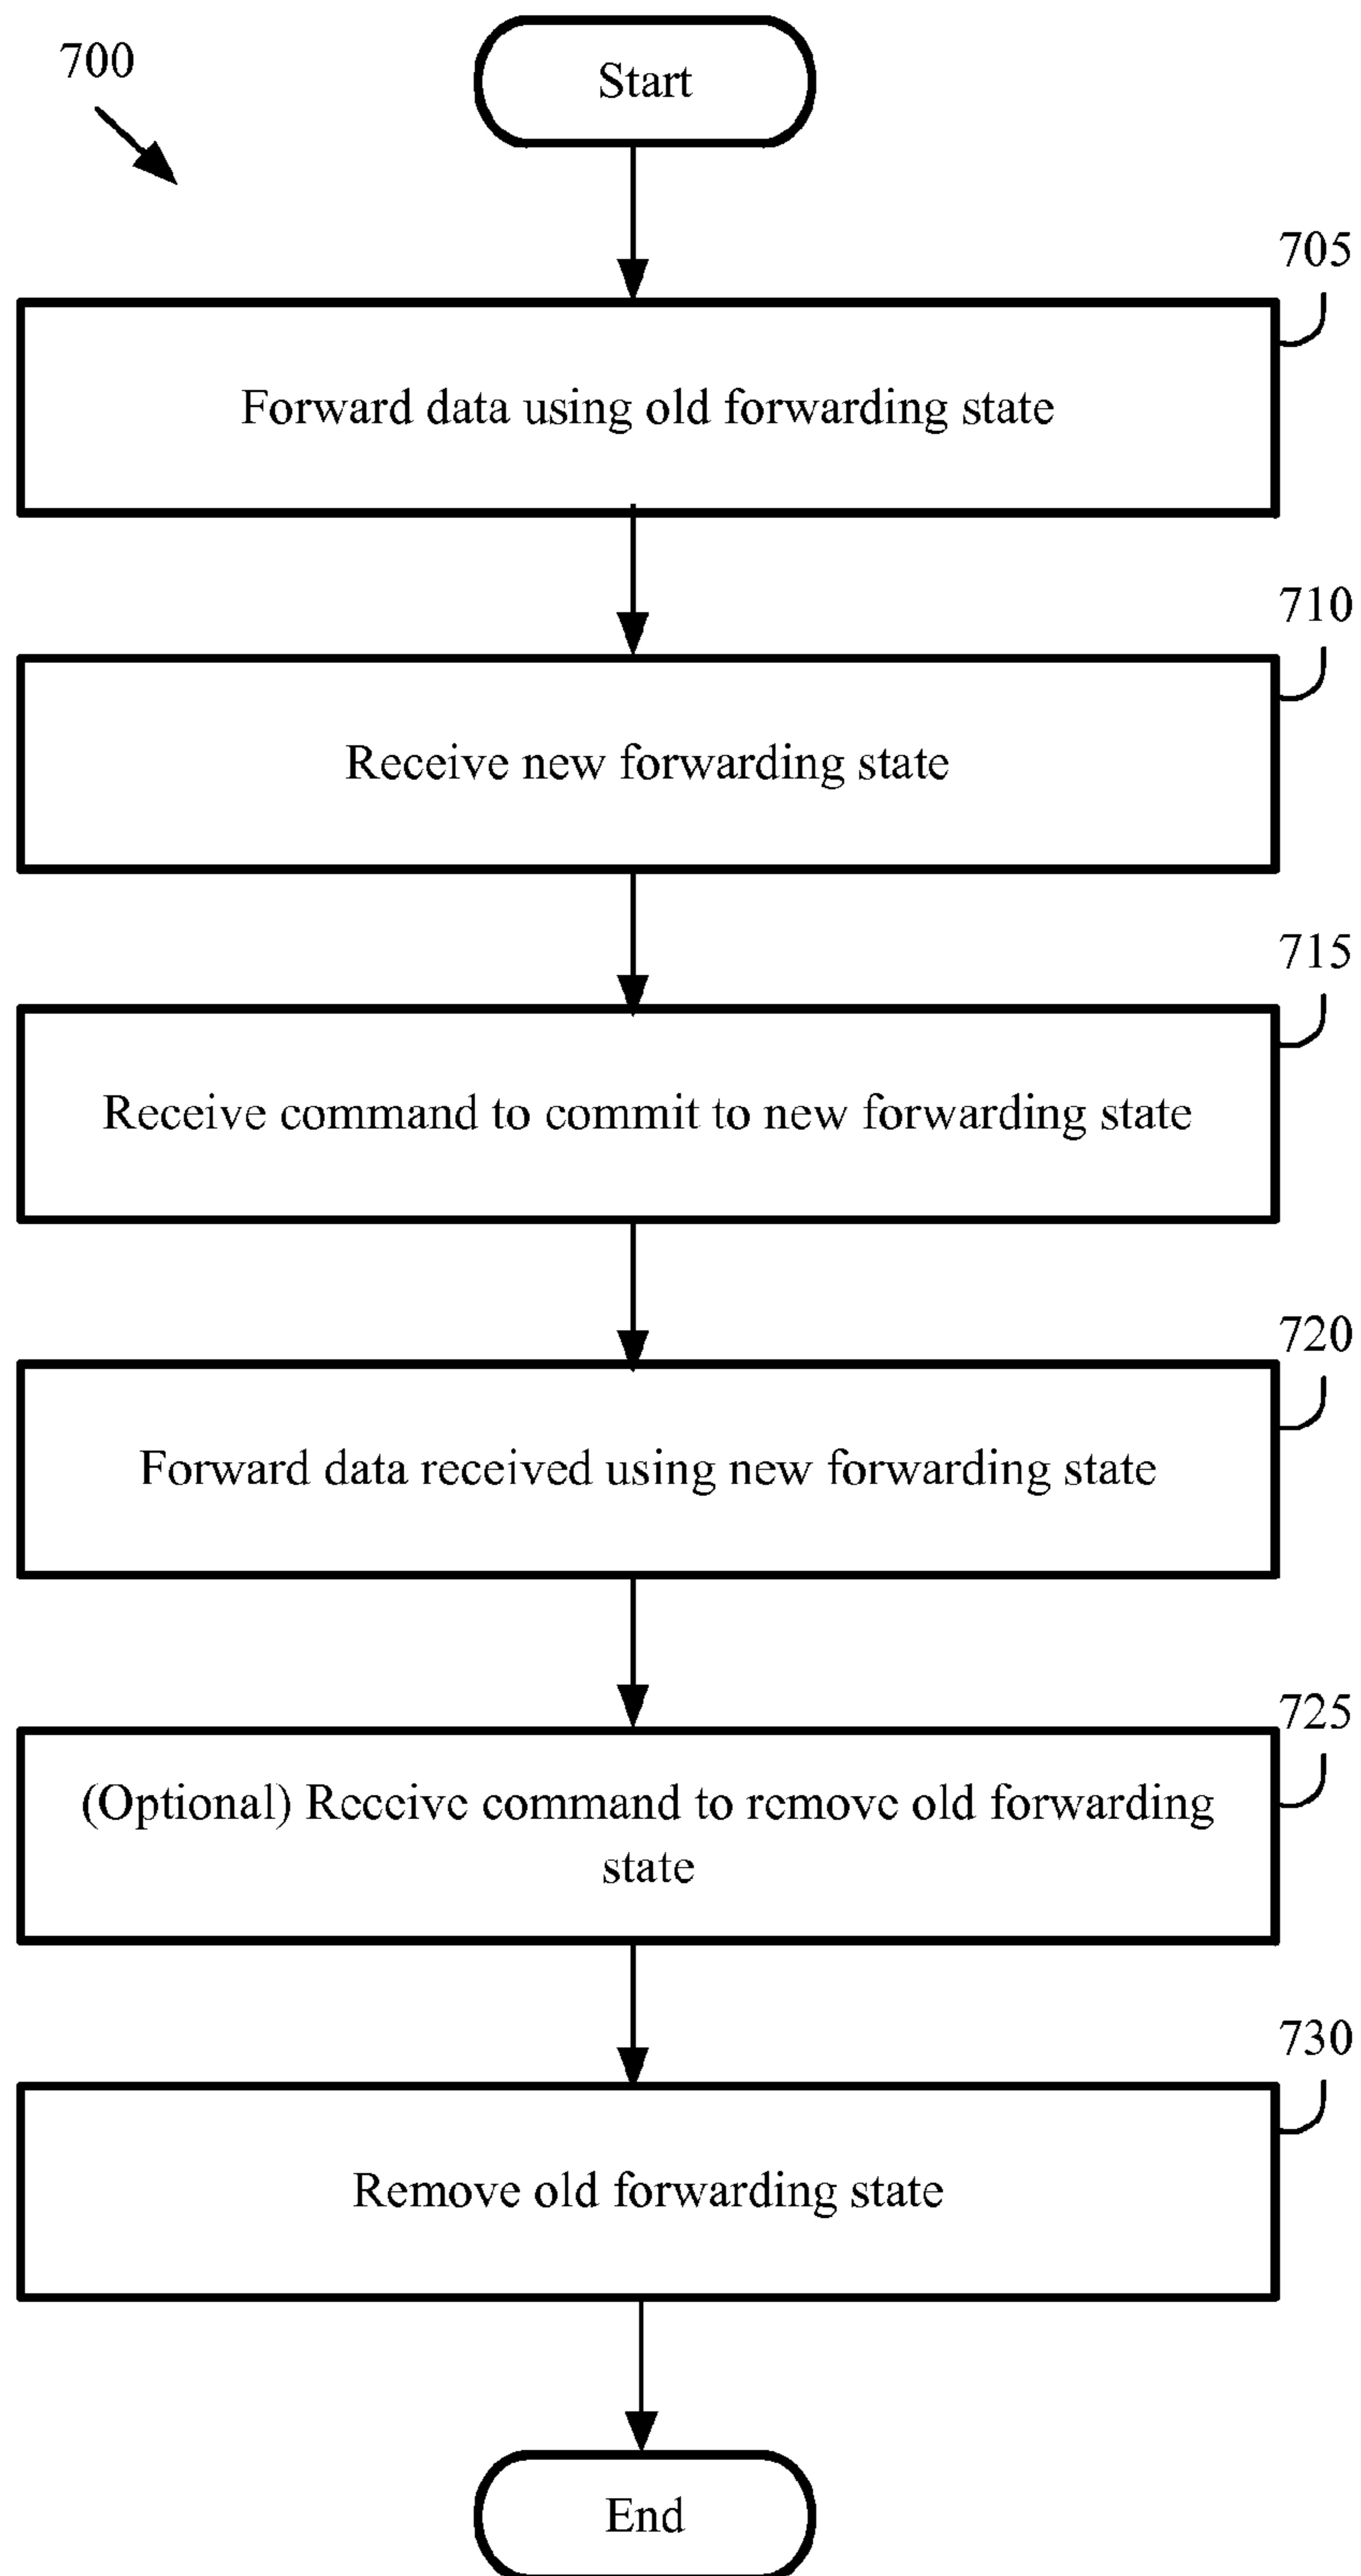 700
Start
705
Forward data using old forwarding state
710
Receive new forwarding state
715
Receive command to commit to new forwarding state
720
Forward data received using new forwarding state
725
(Optional) Receive command to remove old forwarding
state
730
Remove old forwarding state
End